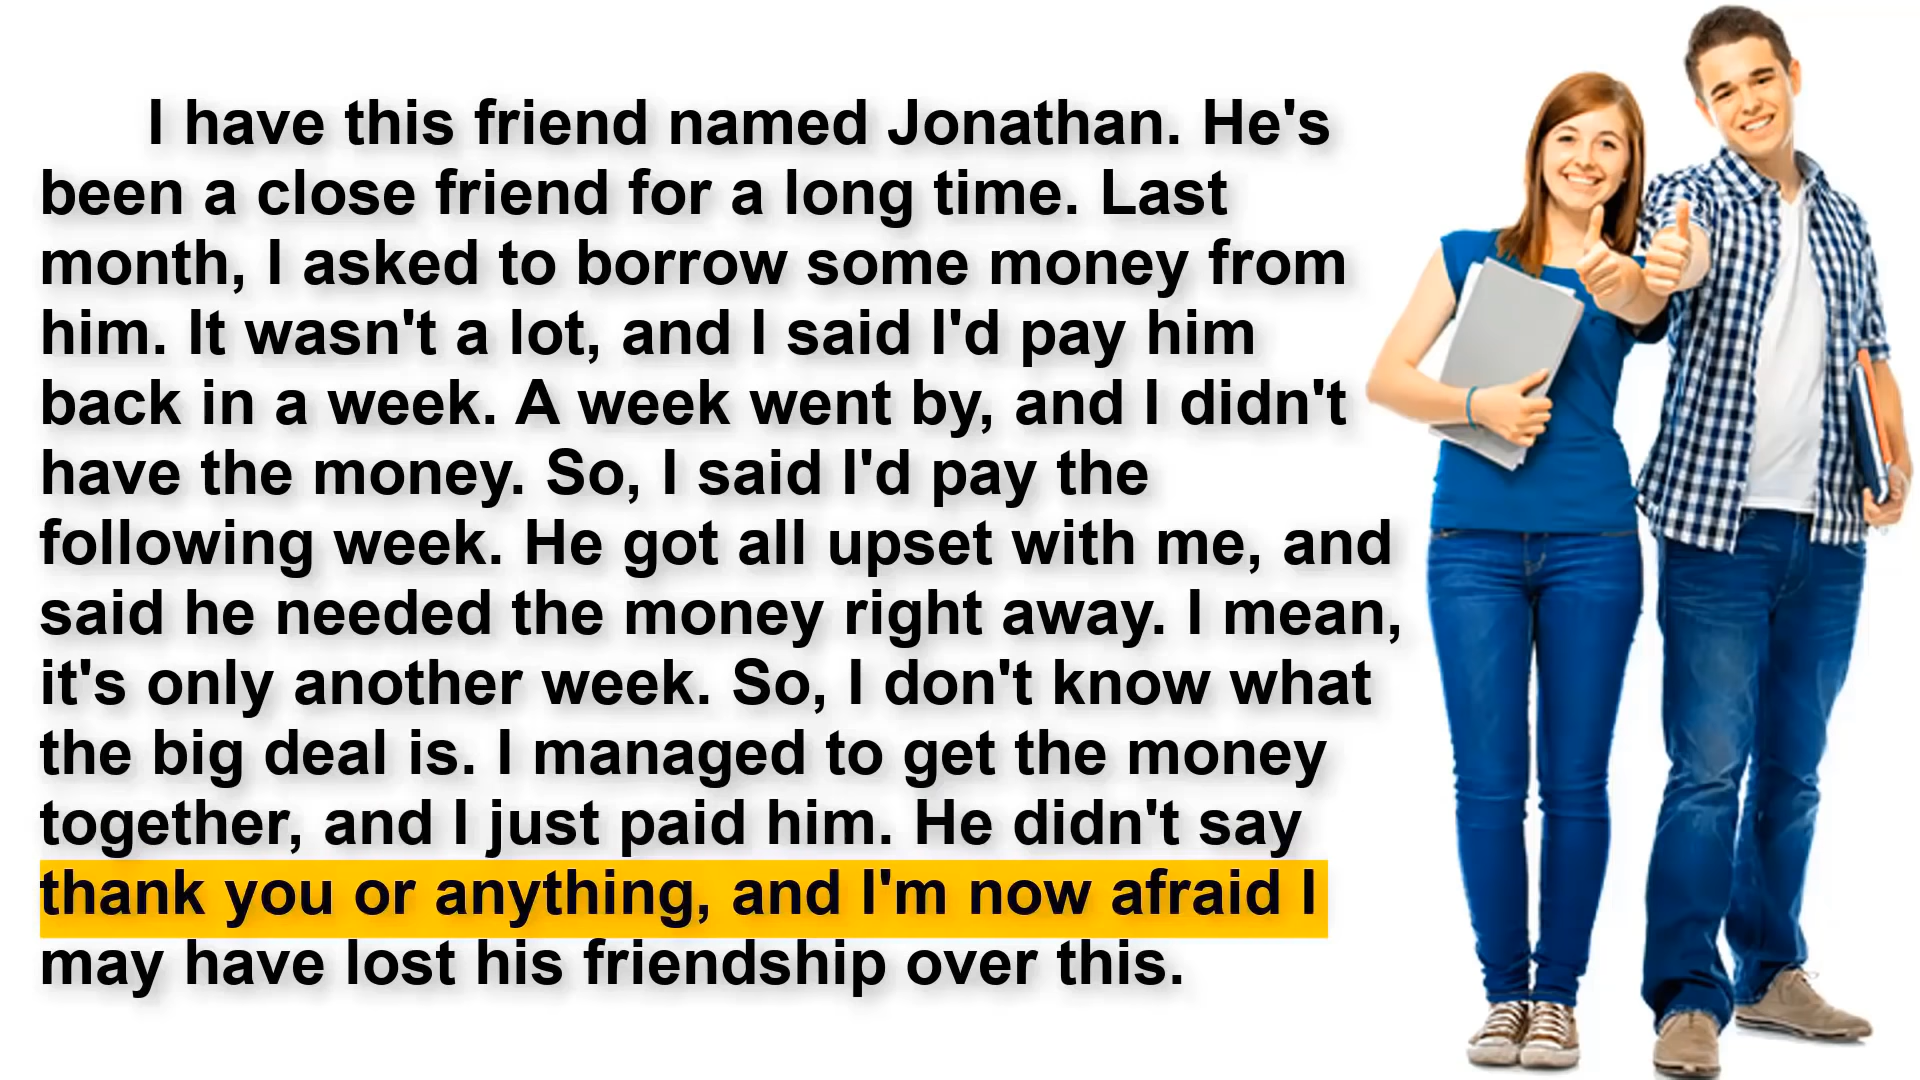 I have this friend named Jonathan. He's
been a close friend for a long time. Last
month, I asked to borrow some money from
him. It wasn't a lot, and I said I'd pay him
back in a week. A week went by, and I didn't
have the money. So, I said I'd pay the
following week. He got all upset with me, and
said he needed the money right away. I mean,
it's only another week. So, I don't know what
the big deal is. I managed to get the money
together, and I just paid him. He didn't say
thank you or anything, and I'm now afraid I
may have lost his friendship over this.